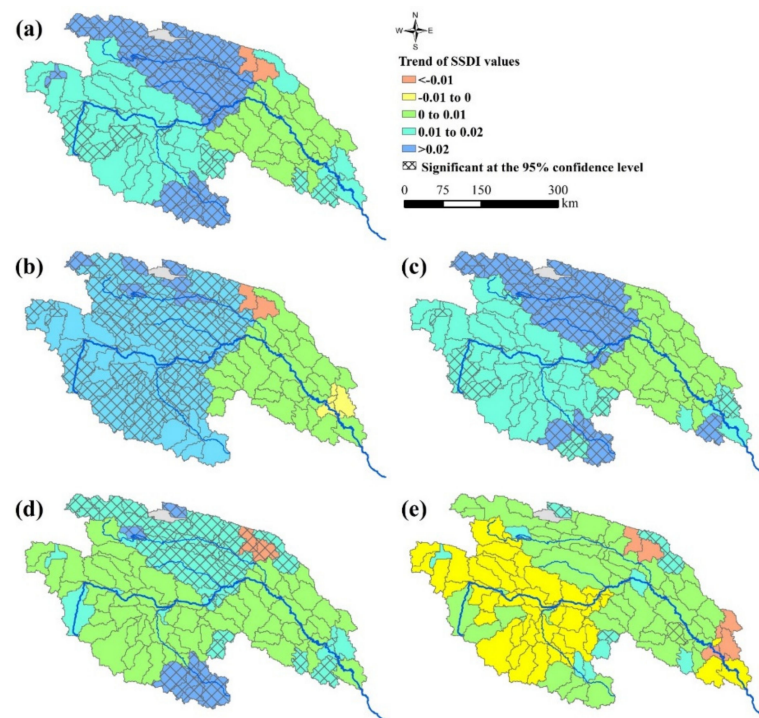 (a)
N
W E
S
Trend of SSDI values
<-0.01
-0.01 to 0
0 to 0.01
0.01 to 0.02
>0.02
Significant at the 95% confidence level
0 75 150 300
km
(b)
(c)
(d)
(e)